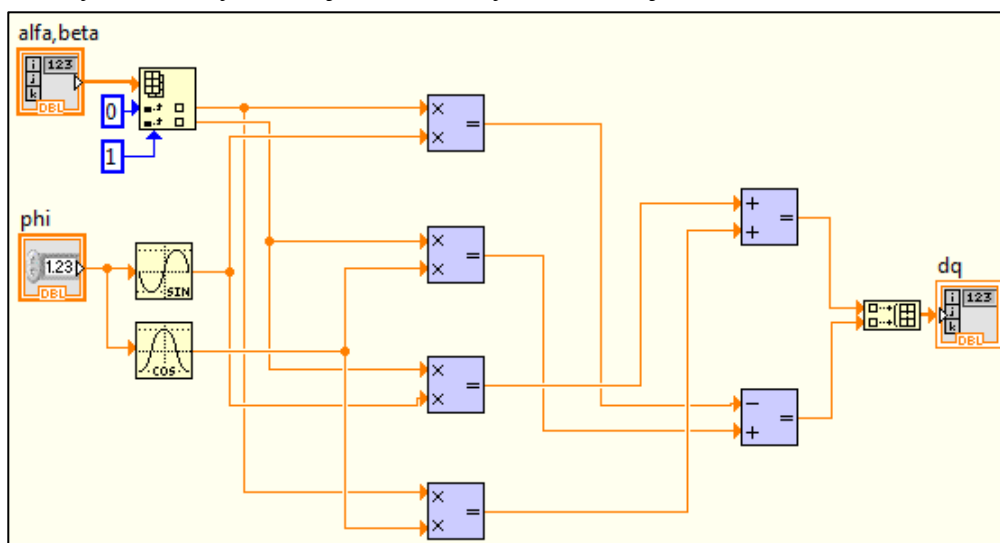 alfa,beta
i 123
j
k
DBL
0
1
phi
1.23
DBL
SIN
COS
×
×
=
×
×
=
×
×
=
×
×
=
+
+
=
−
+
=
dq
i 123
j
k
DBL